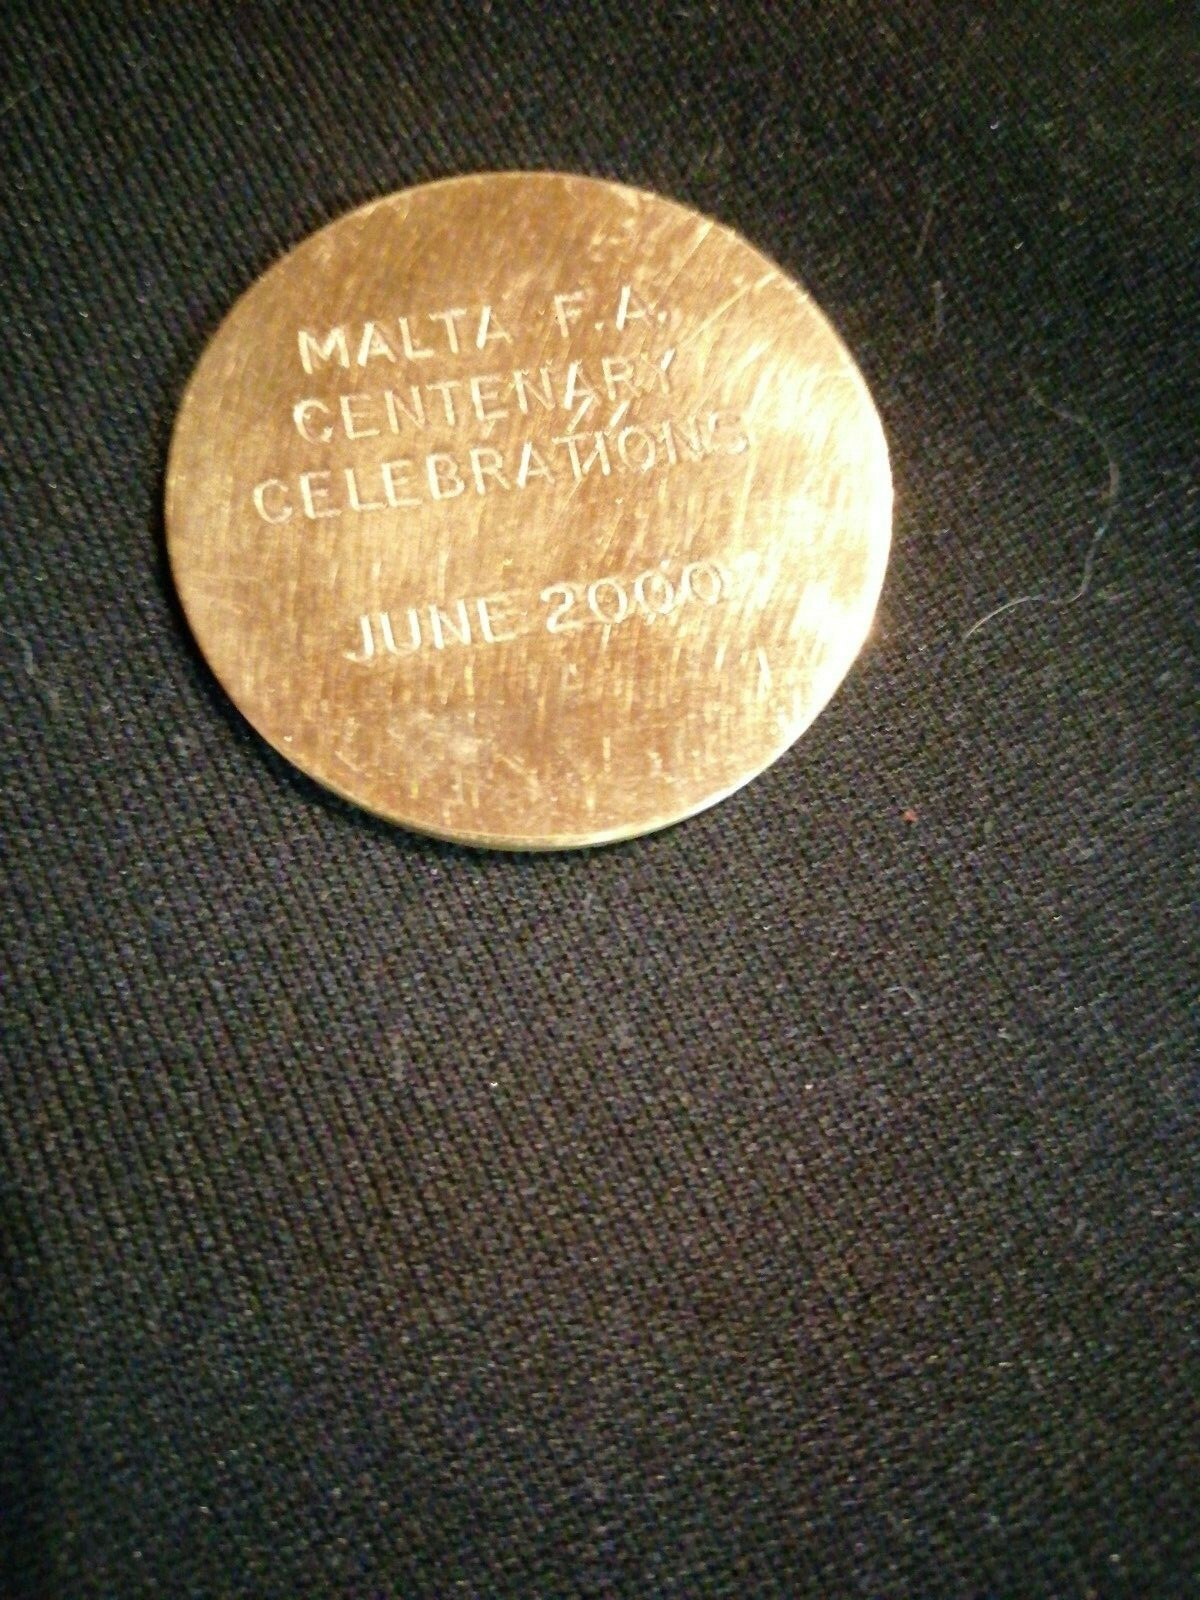 MALTA F.A.
CENTENARY
CELEBRATIONS
JUNE 2000